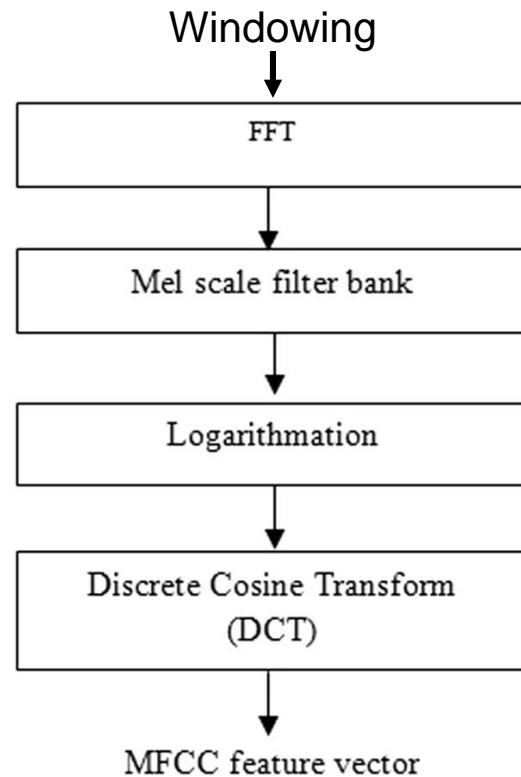 Windowing
FFT
Mel scale filter bank
Logarithmation
Discrete Cosine Transform
(DCT)
MFCC feature vector